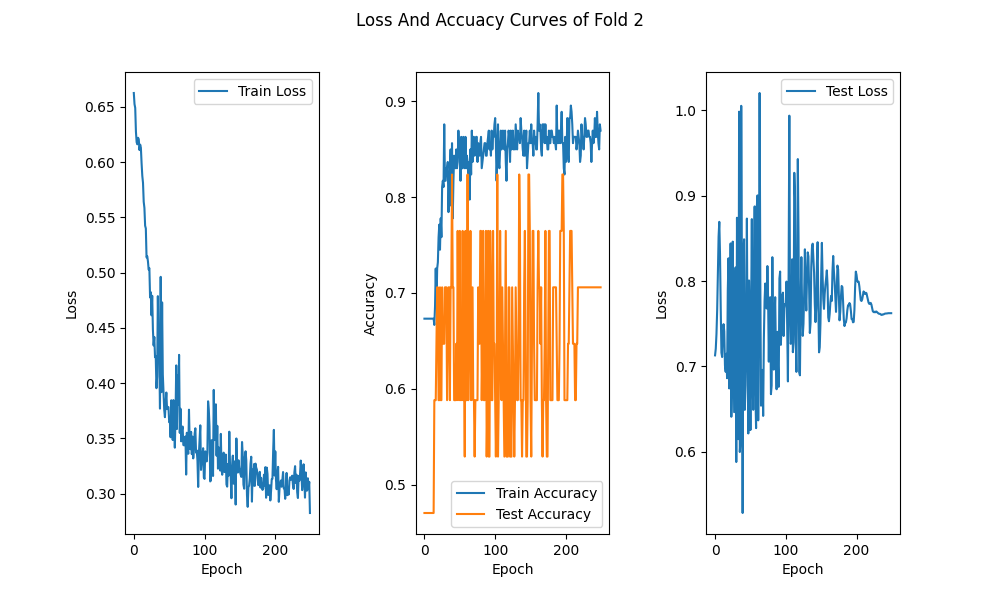 Loss And Accuacy Curves of Fold 2
Train Loss
0.65
0.60
0.55
0.50
0.45
0.40
0.35
0.30
Loss
0 100 200
Epoch
0.9
0.8
0.7
0.6
0.5
Accuracy
Train Accuracy
Test Accuracy
0 100 200
Epoch
Test Loss
1.0
0.9
0.8
0.7
0.6
Loss
0 100 200
Epoch